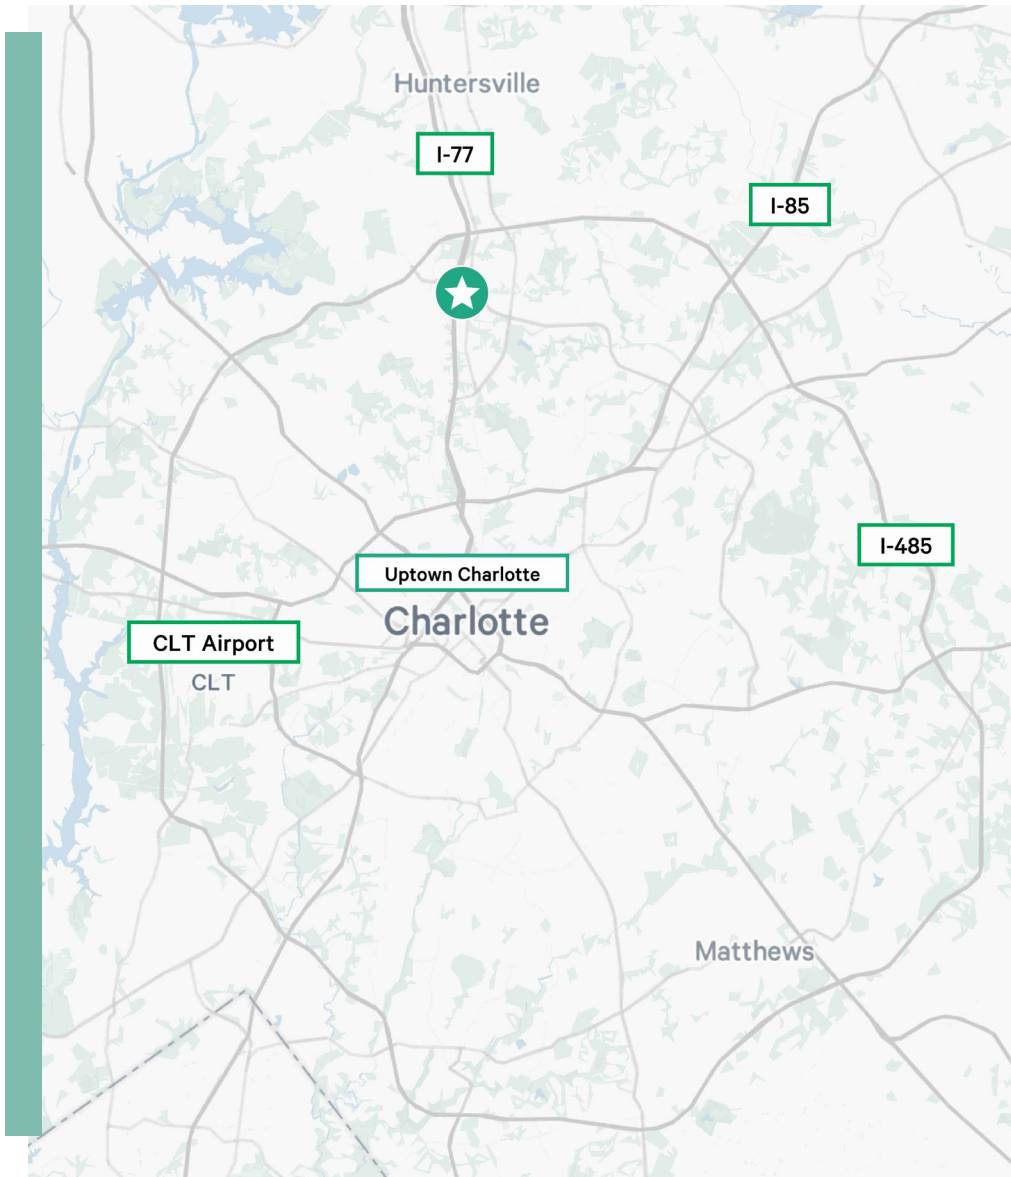 Huntersville
I-77
I-85
I-485
Uptown Charlotte
Charlotte
CLT Airport
CLT
Matthews